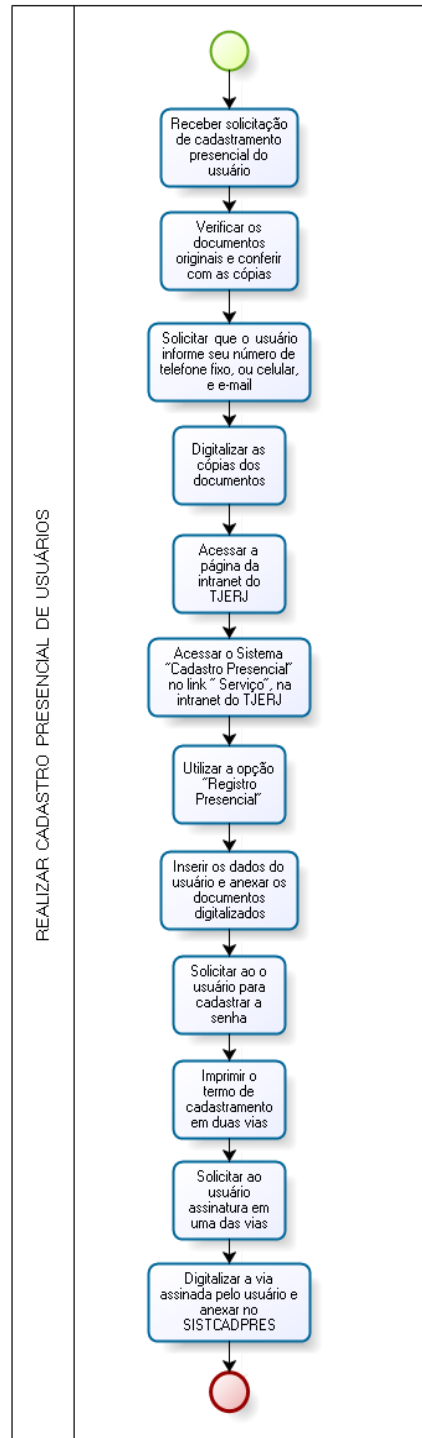 REALIZAR CADASTRO PRESENCIAL DE USUÁRIOS
Receber solicitação
de cadastramento
presencial do
usuário
Verificar os
documentos
originais e conferir
com as cópias
Solicitar que o usuário
informe seu número de
telefone fixo, ou celular,
e e-mail
Digitalizar as
cópias dos
documentos
Acessar a
página da
intranet do
TJERJ
Acessar o Sistema
"Cadastro Presencial"
no link " Serviço", na
intranet do TJERJ
Utilizar a opção
"Registro
Presencial"
Inserir os dados do
usuário e anexar os
documentos
digitalizados
Solicitar ao o
usuário para
cadastrar a
senha
Imprimir o
termo de
cadastramento
em duas vias
Solicitar ao
usuário
assinatura em
uma das vias
Digitalizar a via
assinada pelo usuário e
anexar no
SISTCADPRES